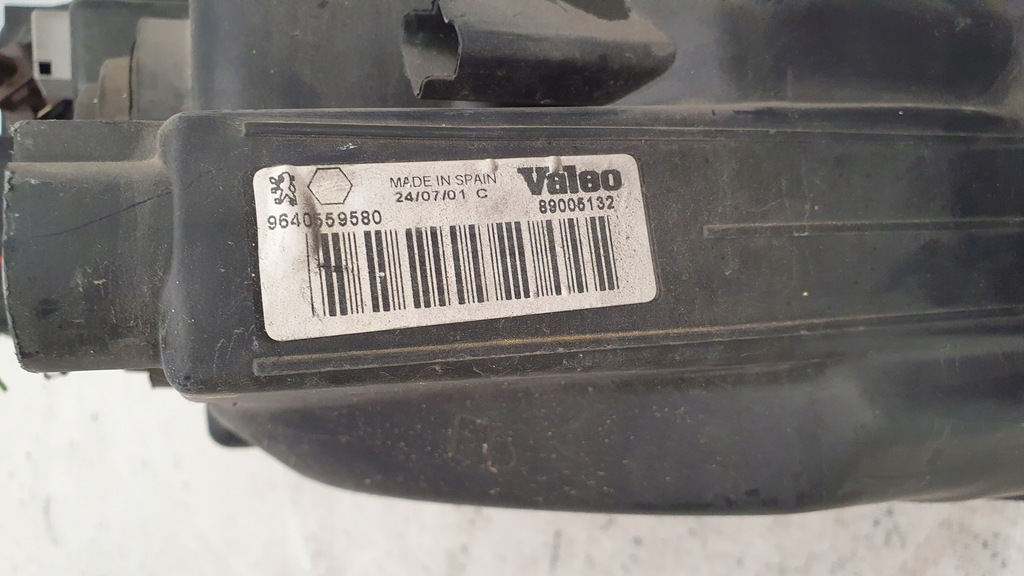 MADE IN SPAIN Valeo
24/07/01 C
9640559580 89005132